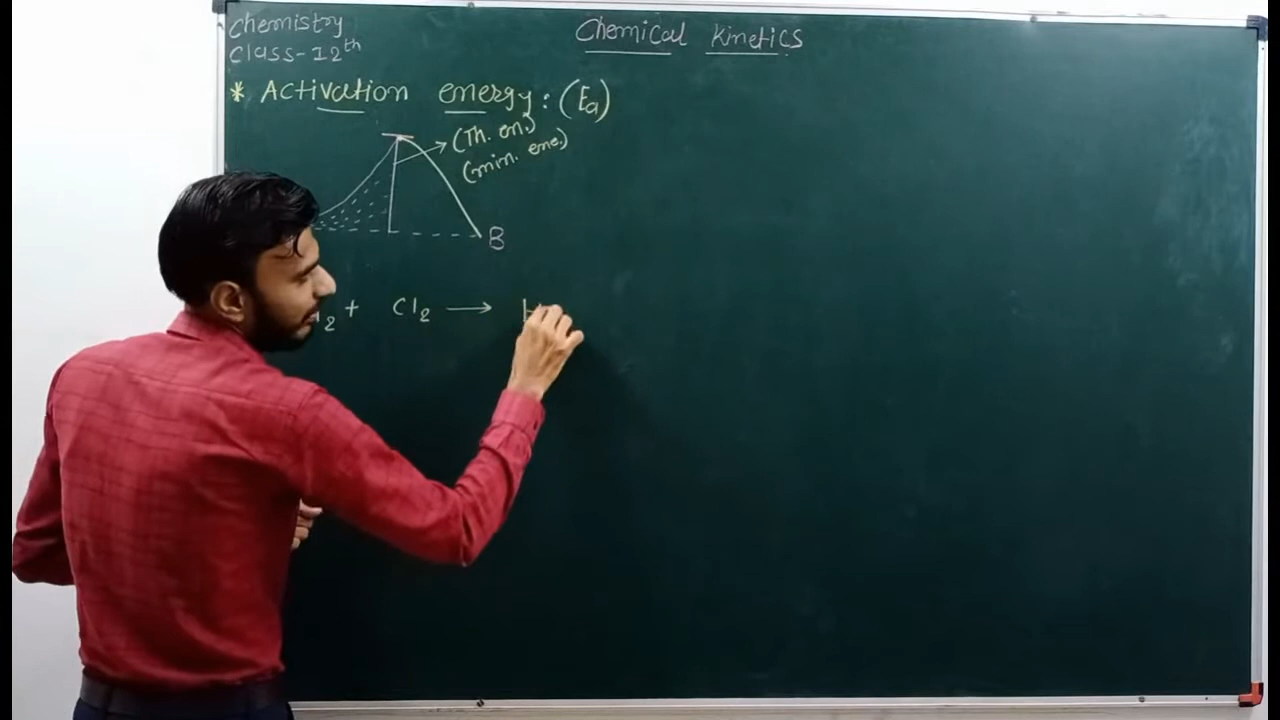 Chemistry
Class-12th
Chemical Kinetics
* Activation energy: (Ea)
(Th. en.)
(min. ene.)
B
2 + Cl2 ⟶ H